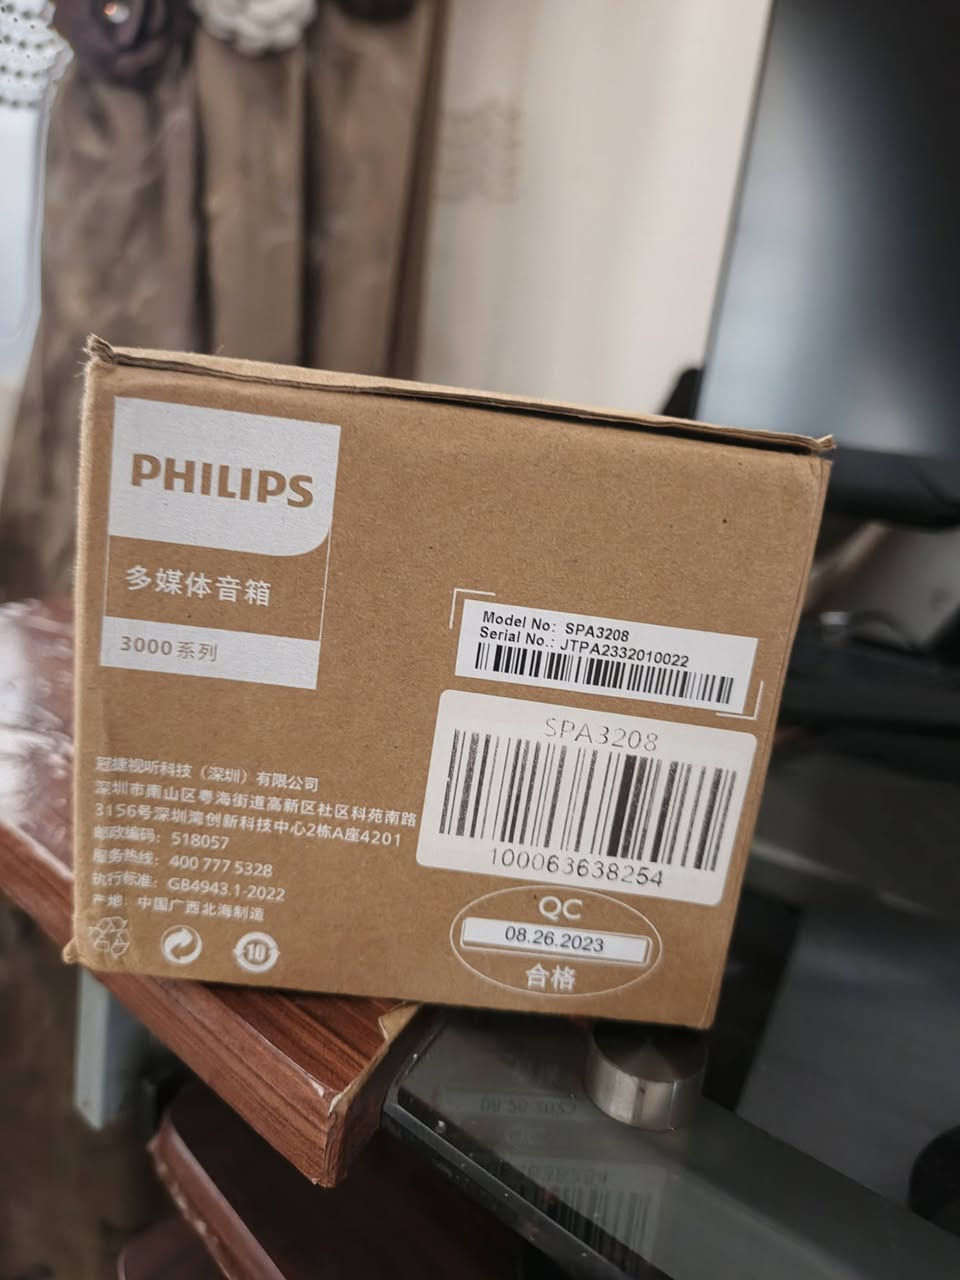 PHILIPS
多媒体音箱
3000系列
Model No: SPA3208
Serial No.: JTPA2332010022
SPA3208
100063638254
冠捷视听科技（深圳）有限公司
深圳市南山区粤海街道高新区社区科苑南路
3156号深圳湾创新科技中心2栋A座4201
邮政编码：518057
服务热线：400 777 5328
执行标准：GB4943.1-2022
产地：中国广西北海制造
10
QC
08.26.2023
合格